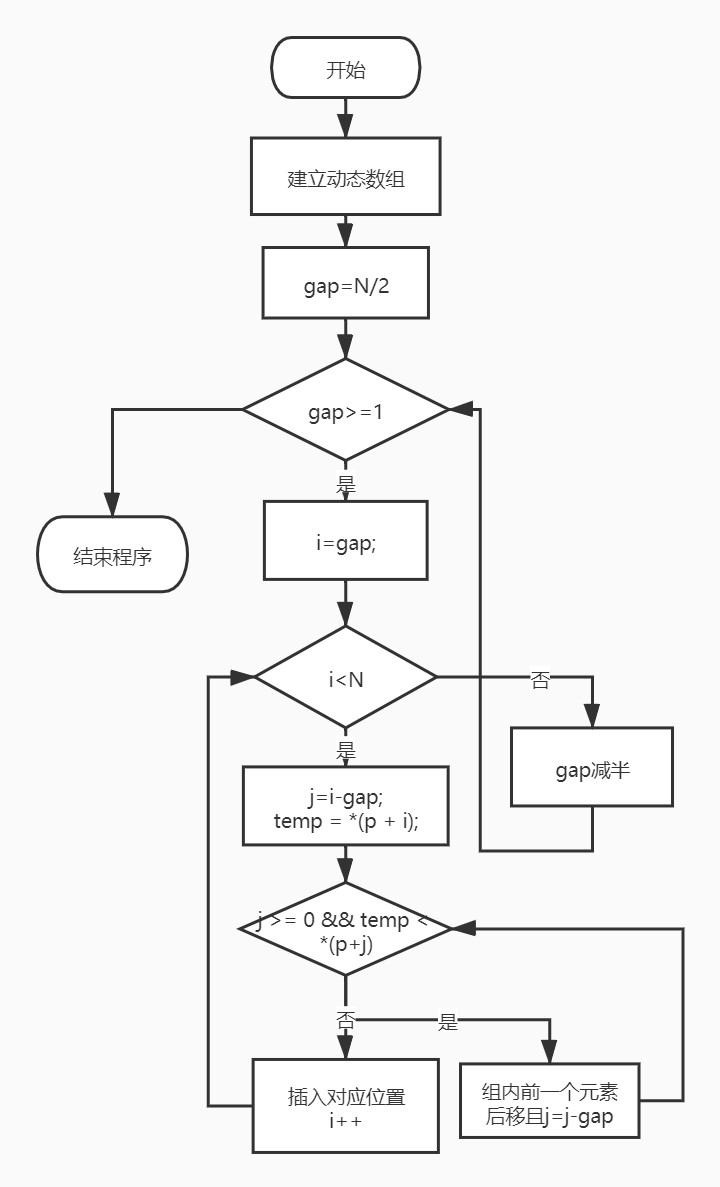 开始
建立动态数组
gap=N/2
gap>=1
是
i=gap;
结束程序
i<N
否
是
gap减半
j=i-gap;
temp = *(p + i);
j >= 0 && temp <
*(p+j)
否
是
插入对应位置
i++
组内前一个元素
后移且j=j-gap